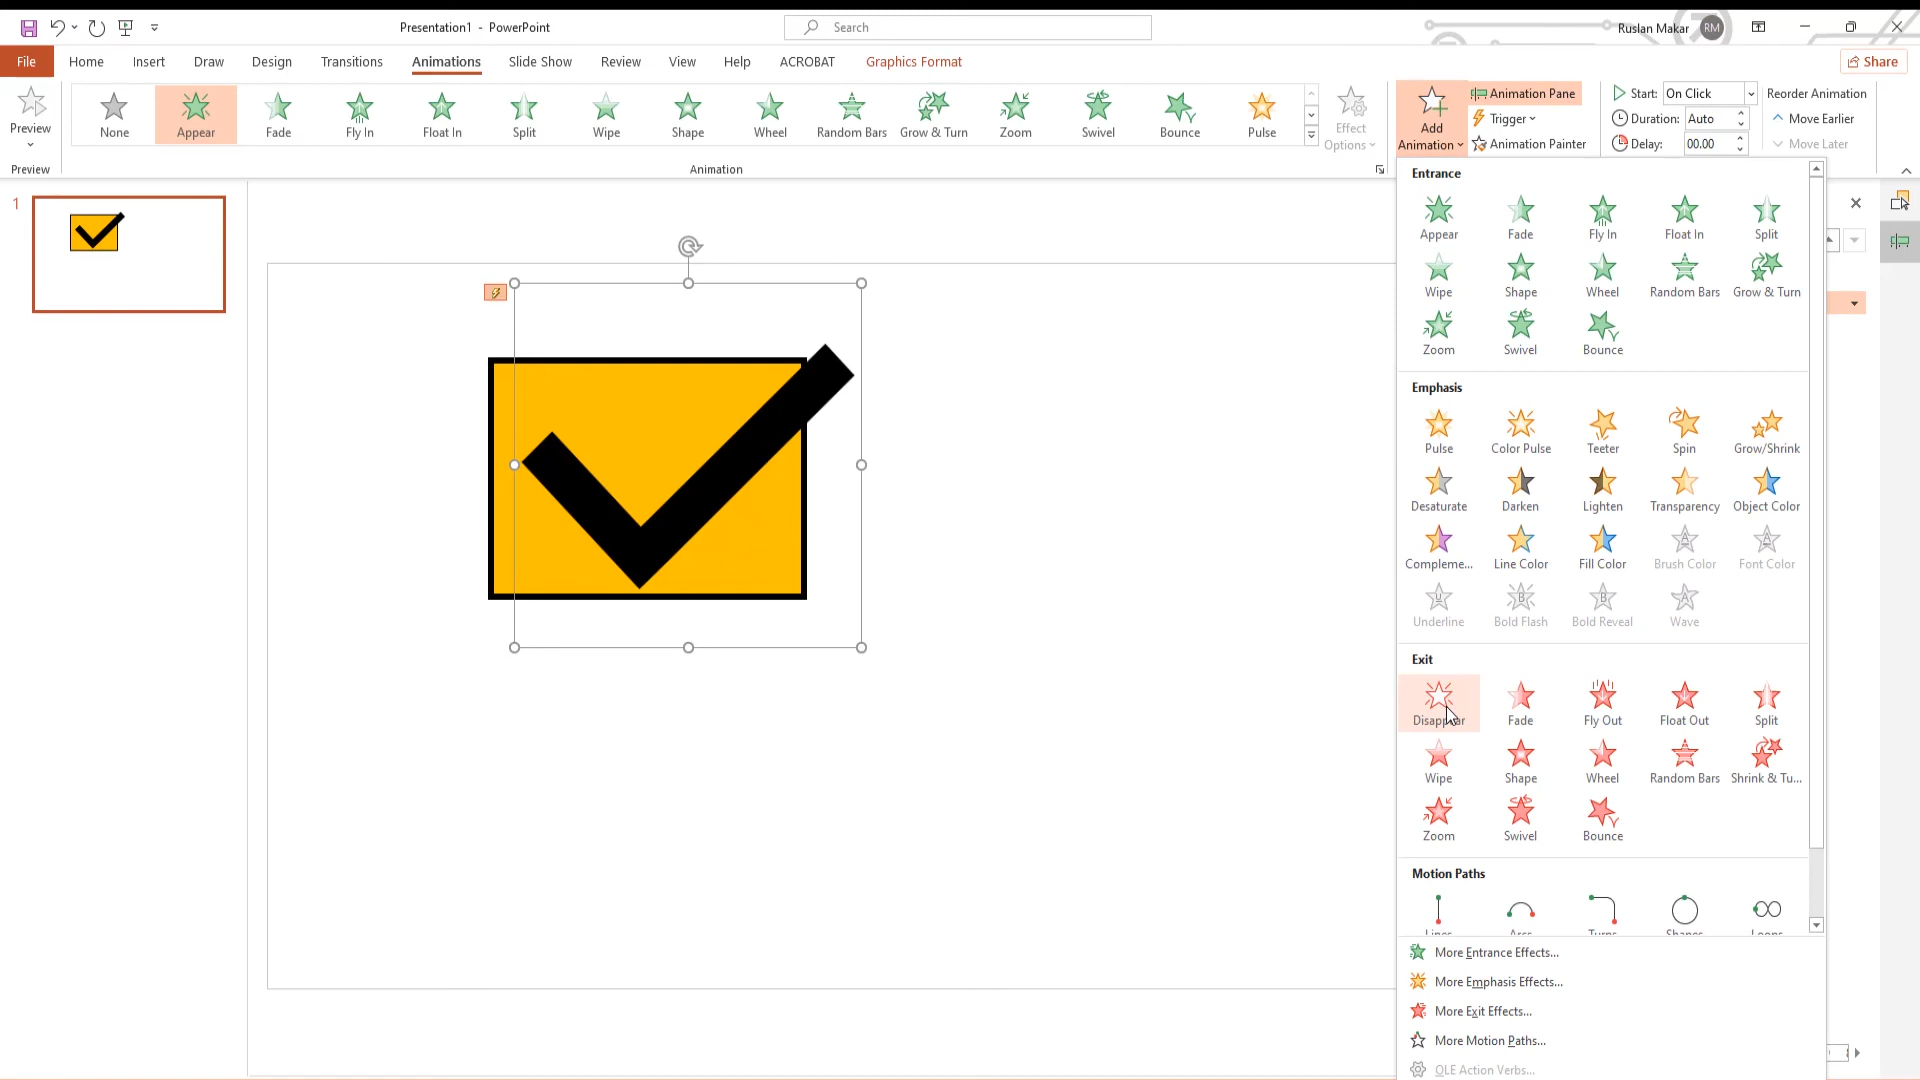 Presentation1 - PowerPoint
Search
Ruslan Makar RM
File Home Insert Draw Design Transitions Animations Slide Show Review View Help ACROBAT Graphics Format Share
Preview
None Appear Fade Fly In Float In Split Wipe Shape Wheel Random Bars Grow & Turn Zoom Swivel Bounce Pulse
Effect
Options
Add
Animation
Animation Pane
Trigger
Animation Painter
Start: On Click
Duration: Auto
Delay: 00.00
Reorder Animation
Move Earlier
Move Later
Preview
Animation
1
Entrance
Appear Fade Fly In Float In Split
Wipe Shape Wheel Random Bars Grow & Turn
Zoom Swivel Bounce
Emphasis
Pulse Color Pulse Teeter Spin Grow/Shrink
Desaturate Darken Lighten Transparency Object Color
Compleme... Line Color Fill Color Brush Color Font Color
Underline Bold Flash Bold Reveal Wave
Exit
Disappear Fade Fly Out Float Out Split
Wipe Shape Wheel Random Bars Shrink & Tu...
Zoom Swivel Bounce
Motion Paths
Lines Arcs Turns Shapes Loops
More Entrance Effects...
More Emphasis Effects...
More Exit Effects...
More Motion Paths...
OLE Action Verbs...